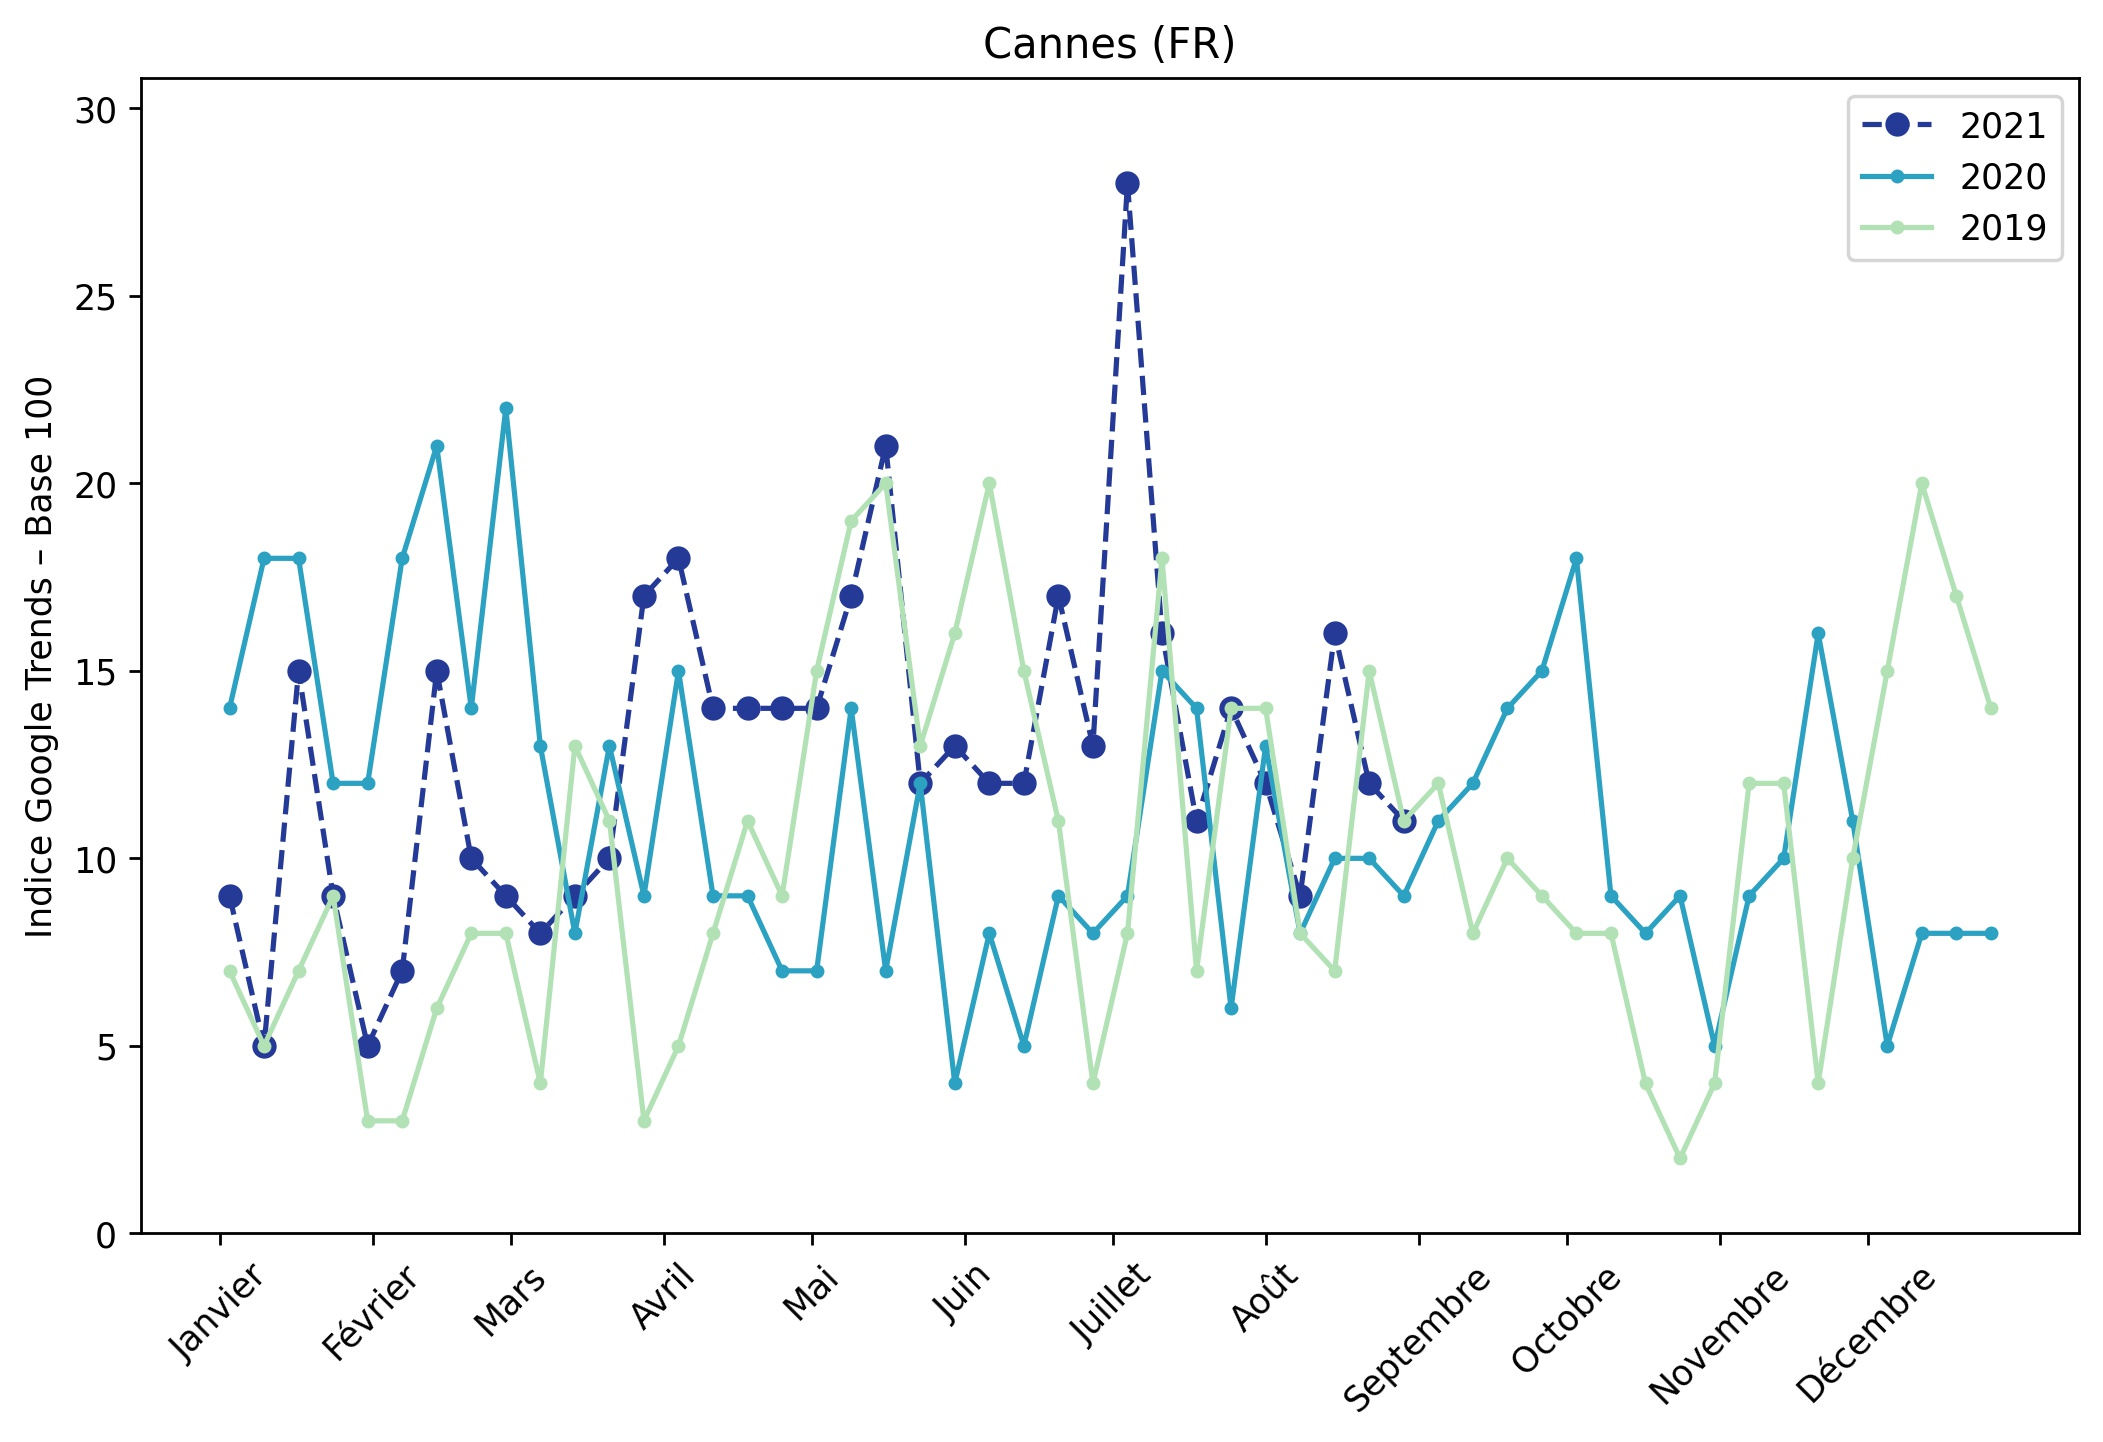 Cannes (FR)
Indice Google Trends – Base 100
30
25
20
15
10
5
0
2021
2020
2019
Janvier
Février
Mars
Avril
Mai
Juin
Juillet
Août
Septembre
Octobre
Novembre
Décembre